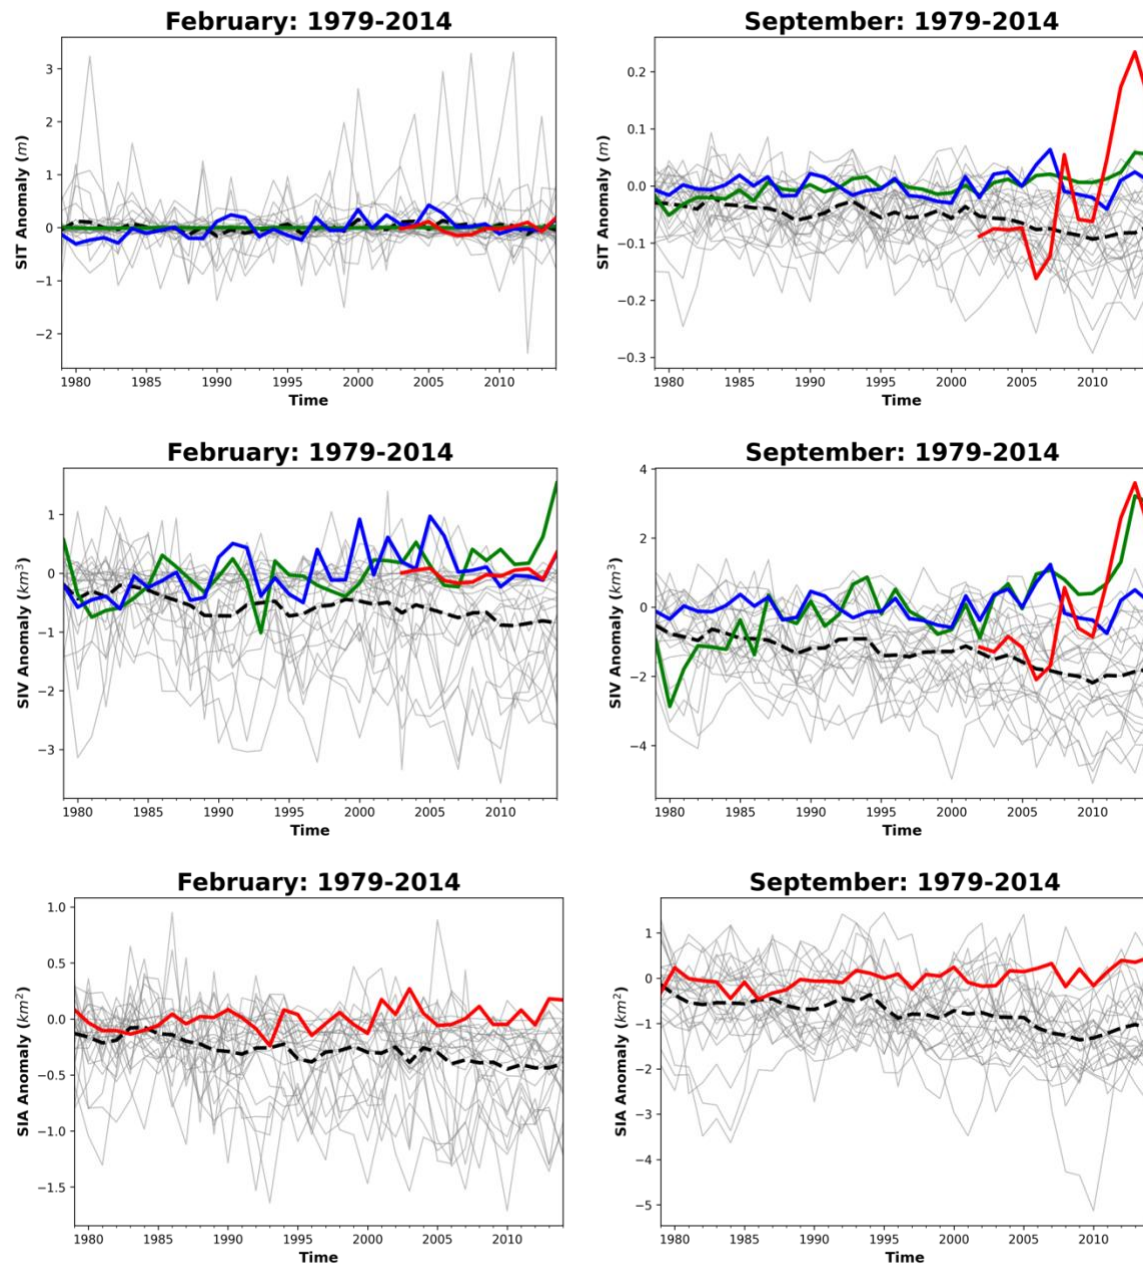 February: 1979-2014
September: 1979-2014
SIT Anomaly (m)
3
2
1
0
−1
−2
1980 1985 1990 1995 2000 2005 2010
Time
SIT Anomaly (m)
0.2
0.1
0.0
−0.1
−0.2
−0.3
1980 1985 1990 1995 2000 2005 2010
Time
February: 1979-2014
September: 1979-2014
SIV Anomaly (km³)
1
0
−1
−2
−3
1980 1985 1990 1995 2000 2005 2010
Time
SIV Anomaly (km³)
4
2
0
−2
−4
1980 1985 1990 1995 2000 2005 2010
Time
February: 1979-2014
September: 1979-2014
SIA Anomaly (km²)
1.0
0.5
0.0
−0.5
−1.0
−1.5
1980 1985 1990 1995 2000 2005 2010
Time
SIA Anomaly (km²)
1
0
−1
−2
−3
−4
−5
1980 1985 1990 1995 2000 2005 2010
Time